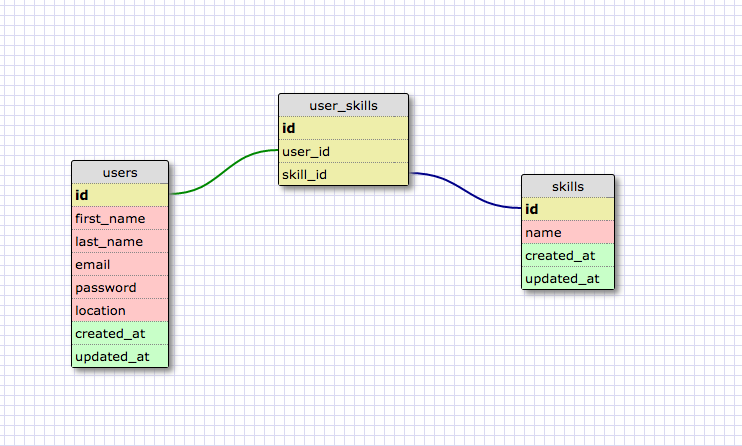 users
id
first_name
last_name
email
password
location
created_at
updated_at
user_skills
id
user_id
skill_id
skills
id
name
created_at
updated_at